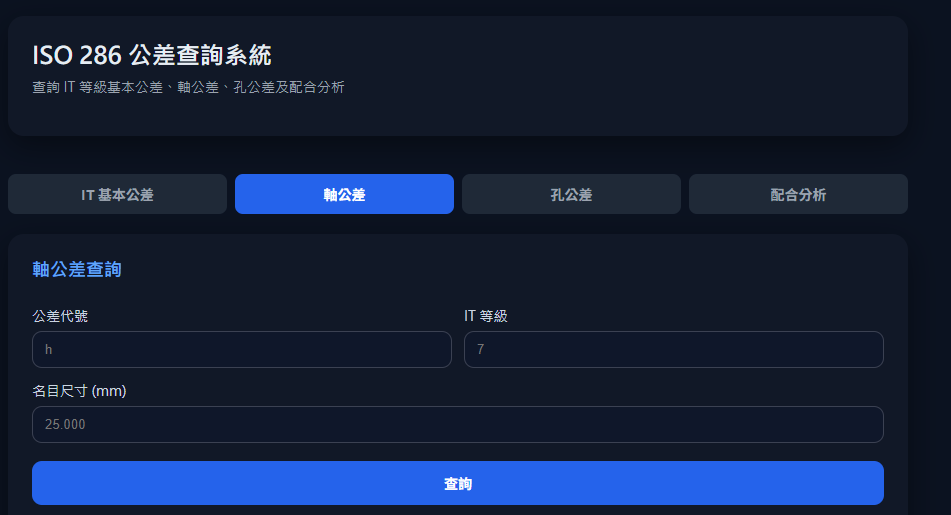 ISO 286 公差查詢系統
查詢 IT 等級基本公差、軸公差、孔公差及配合分析
IT 基本公差 軸公差 孔公差 配合分析
軸公差查詢
公差代號 IT 等級
h 7
名目尺寸 (mm)
25.000
查詢